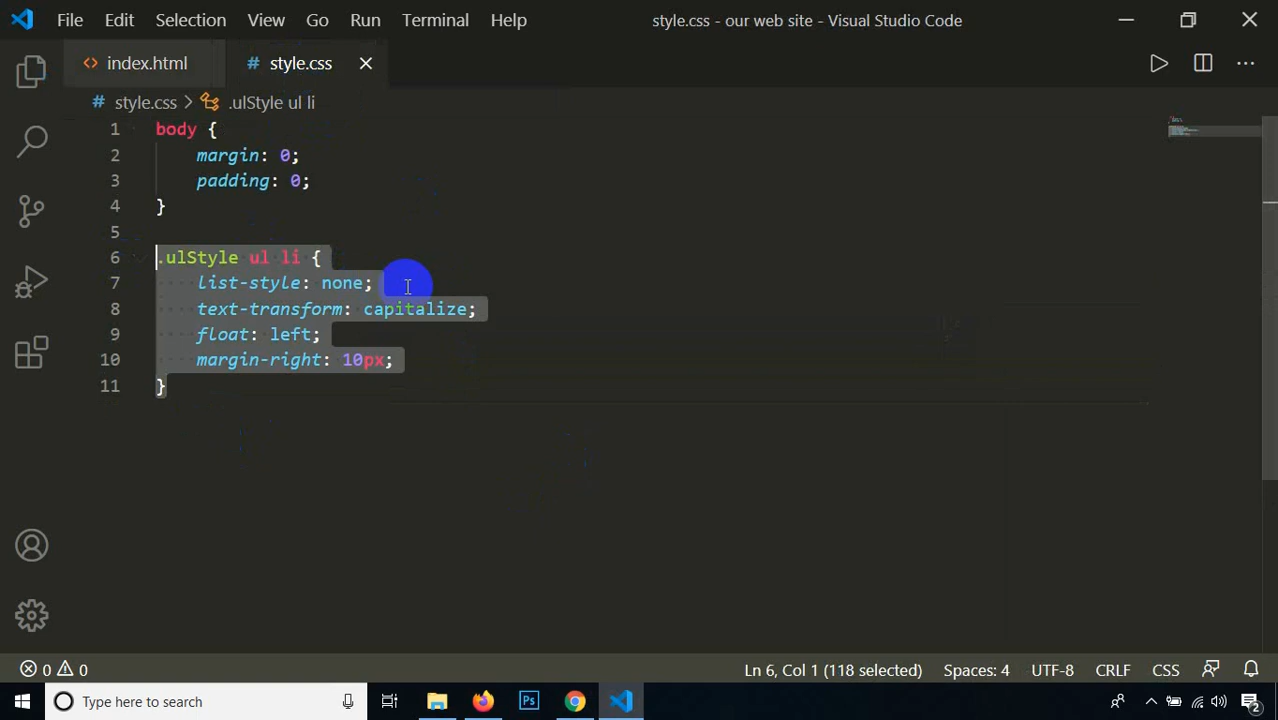 File Edit Selection View Go Run Terminal Help style.css - our web site - Visual Studio Code
<> index.html # style.css
# style.css > .ulStyle ul li
1 body {
2 margin: 0;
3 padding: 0;
4 }
5
6 .ulStyle ul li {
7 list-style: none;
8 text-transform: capitalize;
9 float: left;
10 margin-right: 10px;
11 }
0 0 Ln 6, Col 1 (118 selected) Spaces: 4 UTF-8 CRLF CSS
Type here to search Ps 2